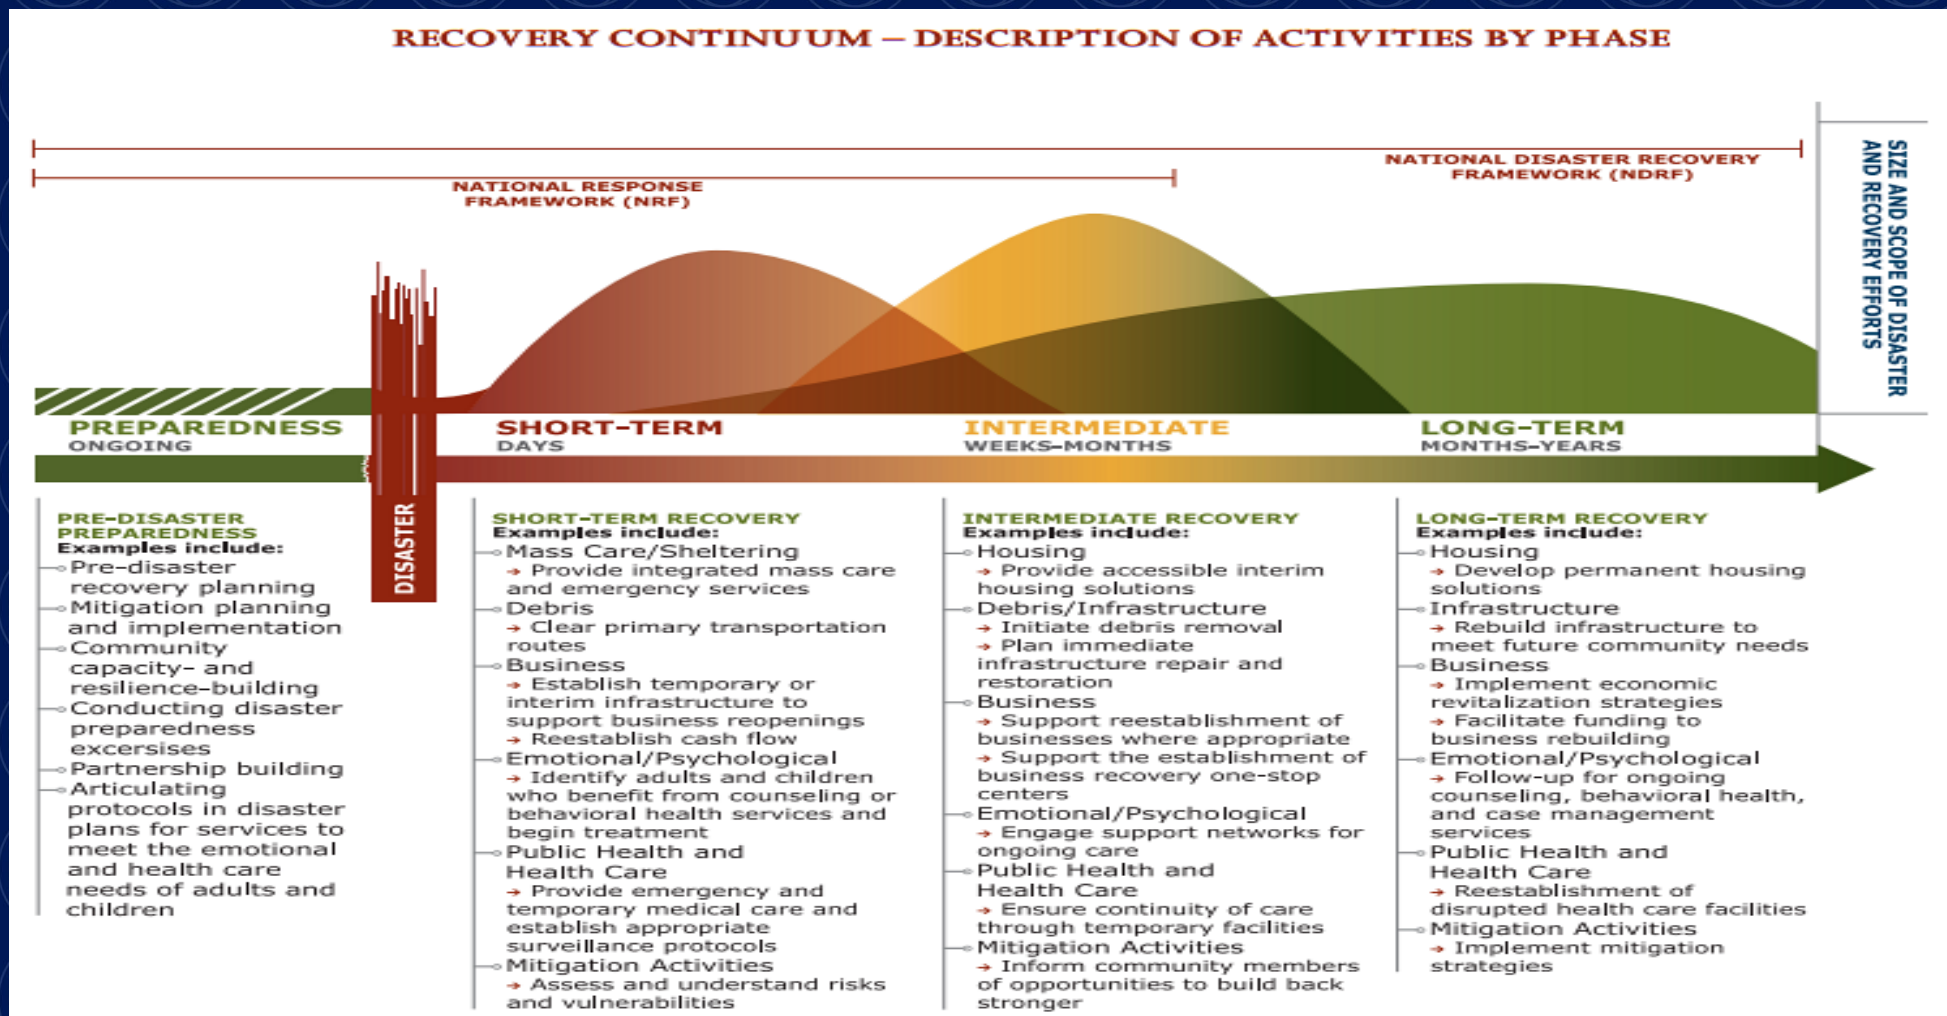 RECOVERY CONTINUUM – DESCRIPTION OF ACTIVITIES BY PHASE
NATIONAL DISASTER RECOVERY
FRAMEWORK (NDRF)
NATIONAL RESPONSE
FRAMEWORK (NRF)
SIZE AND SCOPE OF DISASTER
AND RECOVERY EFFORTS
PREPAREDNESS
ONGOING
SHORT-TERM
DAYS
INTERMEDIATE
WEEKS-MONTHS
LONG-TERM
MONTHS-YEARS
DISASTER
PRE-DISASTER
PREPAREDNESS
Examples include:
Pre-disaster
recovery planning
Mitigation planning
and implementation
Community
capacity- and
resilience-building
Conducting disaster
preparedness
excersises
Partnership building
Articulating
protocols in disaster
plans for services to
meet the emotional
and health care
needs of adults and
children
SHORT-TERM RECOVERY
Examples include:
Mass Care/Sheltering
→ Provide integrated mass care
and emergency services
Debris
→ Clear primary transportation
routes
Business
→ Establish temporary or
interim infrastructure to
support business reopenings
→ Reestablish cash flow
Emotional/Psychological
→ Identify adults and children
who benefit from counseling or
behavioral health services and
begin treatment
Public Health and
Health Care
→ Provide emergency and
temporary medical care and
establish appropriate
surveillance protocols
Mitigation Activities
→ Assess and understand risks
and vulnerabilities
INTERMEDIATE RECOVERY
Examples include:
Housing
→ Provide accessible interim
housing solutions
Debris/Infrastructure
→ Initiate debris removal
→ Plan immediate
infrastructure repair and
restoration
Business
→ Support reestablishment of
businesses where appropriate
→ Support the establishment of
business recovery one-stop
centers
Emotional/Psychological
→ Engage support networks for
ongoing care
Public Health and
Health Care
→ Ensure continuity of care
through temporary facilities
Mitigation Activities
→ Inform community members
of opportunities to build back
stronger
LONG-TERM RECOVERY
Examples include:
Housing
→ Develop permanent housing
solutions
Infrastructure
→ Rebuild infrastructure to
meet future community needs
Business
→ Implement economic
revitalization strategies
→ Facilitate funding to
business rebuilding
Emotional/Psychological
→ Follow-up for ongoing
counseling, behavioral health,
and case management
services
Public Health and
Health Care
→ Reestablishment of
disrupted health care facilities
Mitigation Activities
→ Implement mitigation
strategies